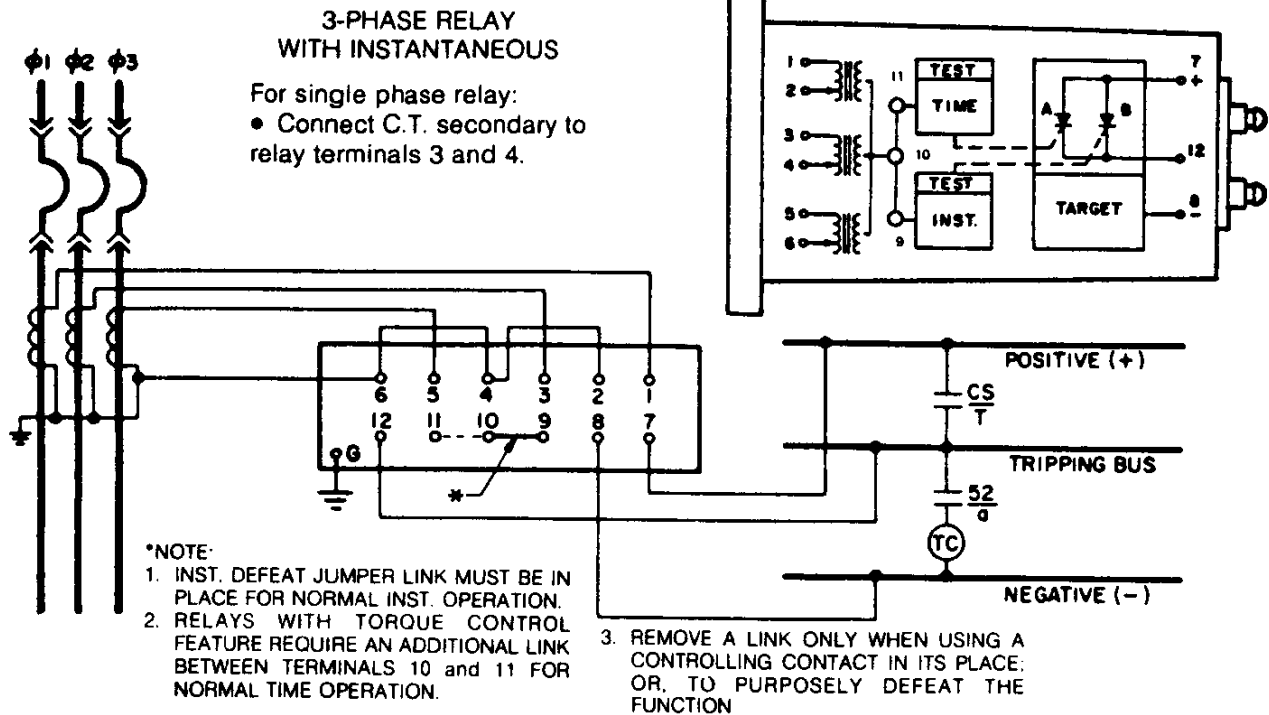 3-PHASE RELAY
WITH INSTANTANEOUS
For single phase relay:
• Connect C.T. secondary to
relay terminals 3 and 4.
ϕ1 ϕ2 ϕ3
1
2
3
4
5
6
11
10
9
TEST
TIME
TEST
INST.
A B
TARGET
7
+
12
8
-
6 5 4 3 2 1
12 11 10 9 8 7
G
*
POSITIVE (+)
CS
T
TRIPPING BUS
52
a
TC
NEGATIVE (-)
*NOTE:
1. INST. DEFEAT JUMPER LINK MUST BE IN
PLACE FOR NORMAL INST. OPERATION.
2. RELAYS WITH TORQUE CONTROL
FEATURE REQUIRE AN ADDITIONAL LINK
BETWEEN TERMINALS 10 and 11 FOR
NORMAL TIME OPERATION.
3. REMOVE A LINK ONLY WHEN USING A
CONTROLLING CONTACT IN ITS PLACE;
OR, TO PURPOSELY DEFEAT THE
FUNCTION